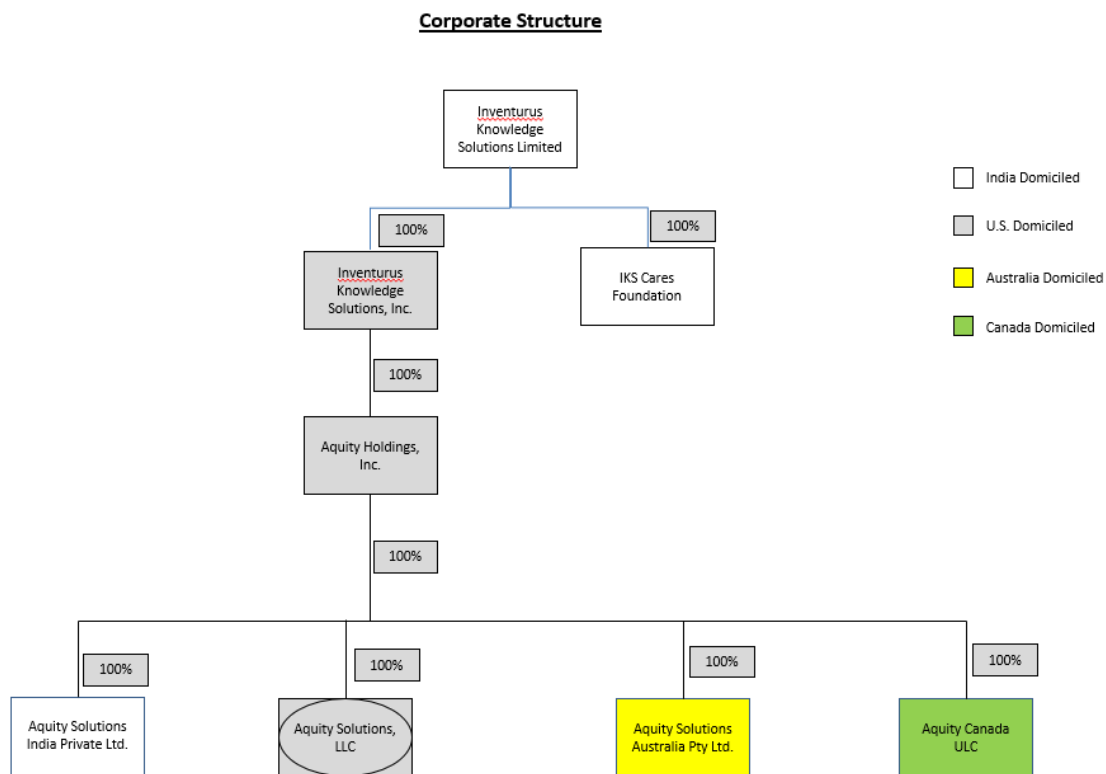 Corporate Structure
Inventurus
Knowledge
Solutions Limited
India Domiciled
U.S. Domiciled
Australia Domiciled
Canada Domiciled
100%
100%
Inventurus
Knowledge
Solutions, Inc.
IKS Cares
Foundation
100%
Aquity Holdings,
Inc.
100%
100%
100%
100%
100%
Aquity Solutions
India Private Ltd.
Aquity Solutions,
LLC
Aquity Solutions
Australia Pty Ltd.
Aquity Canada
ULC